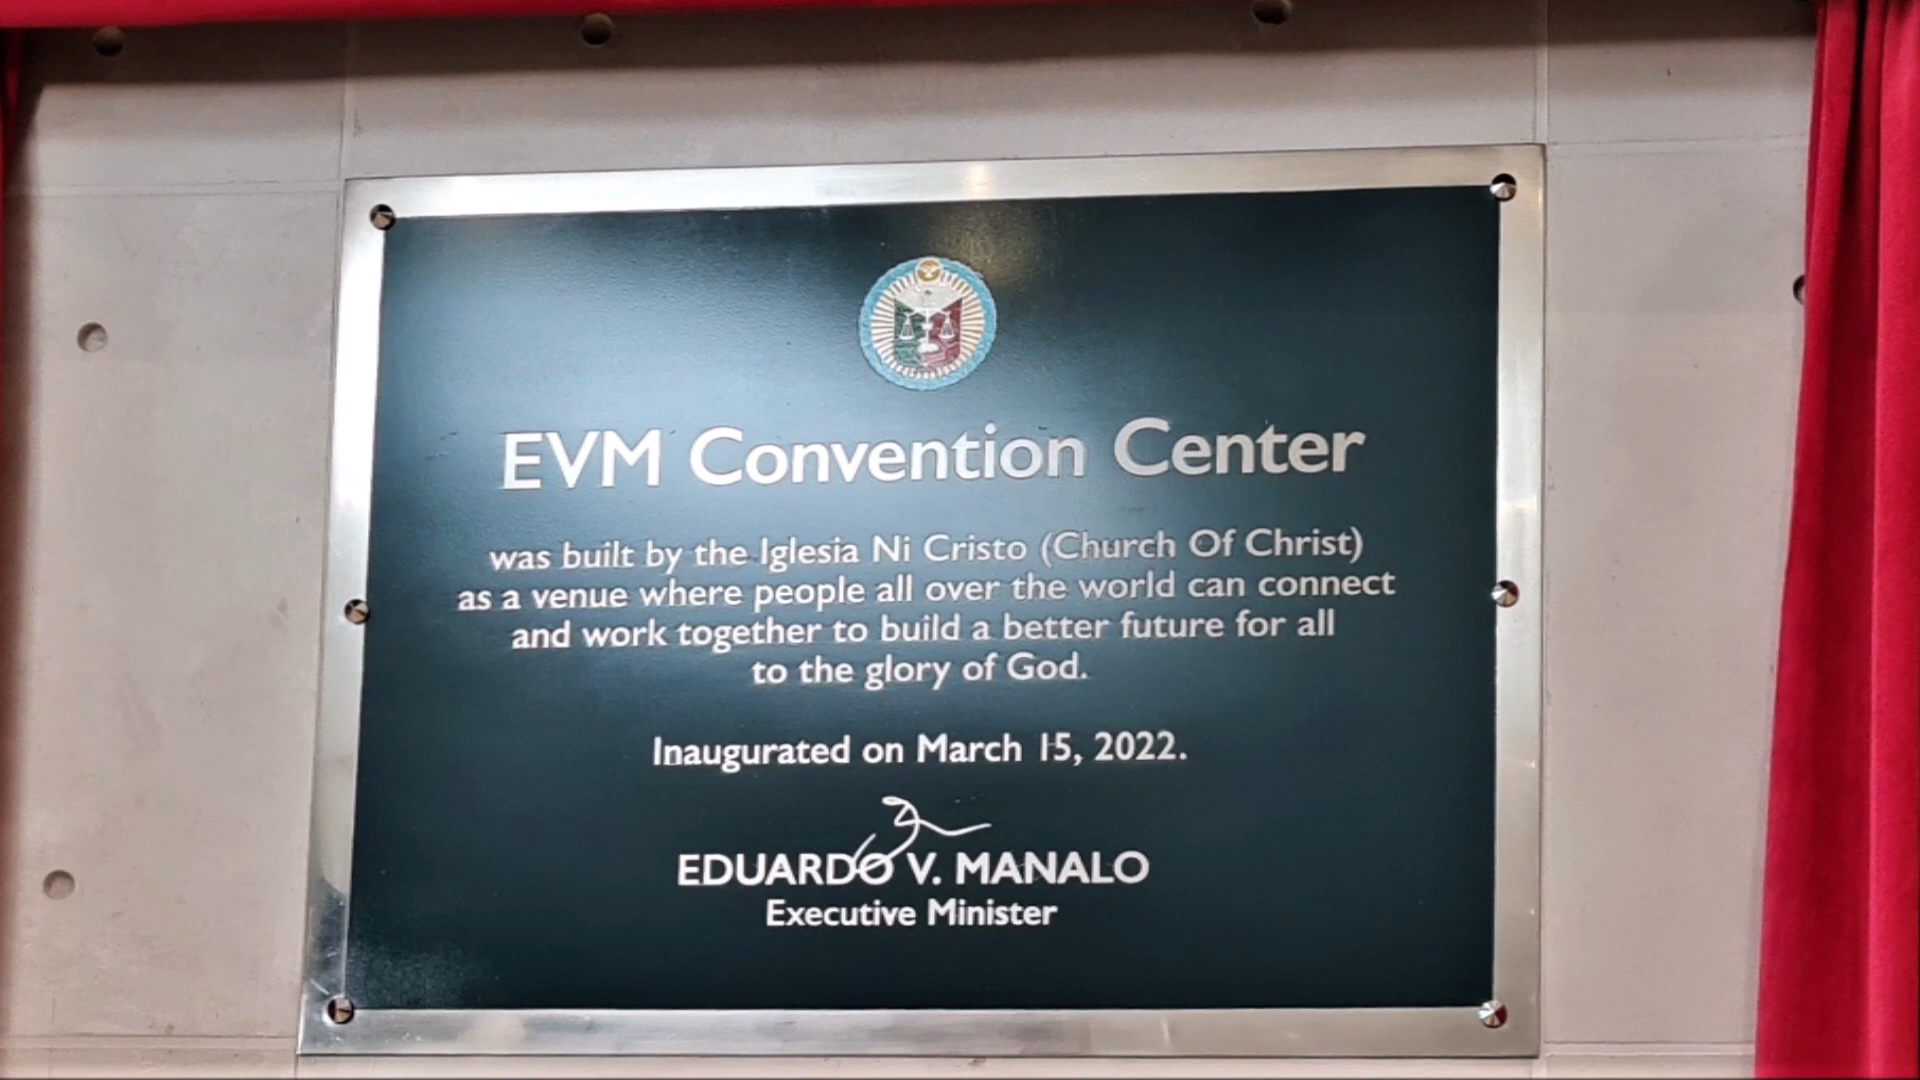 EVM Convention Center
was built by the Iglesia Ni Cristo (Church Of Christ)
as a venue where people all over the world can connect
and work together to build a better future for all
to the glory of God.
Inaugurated on March 15, 2022.
EDUARDO V. MANALO
Executive Minister